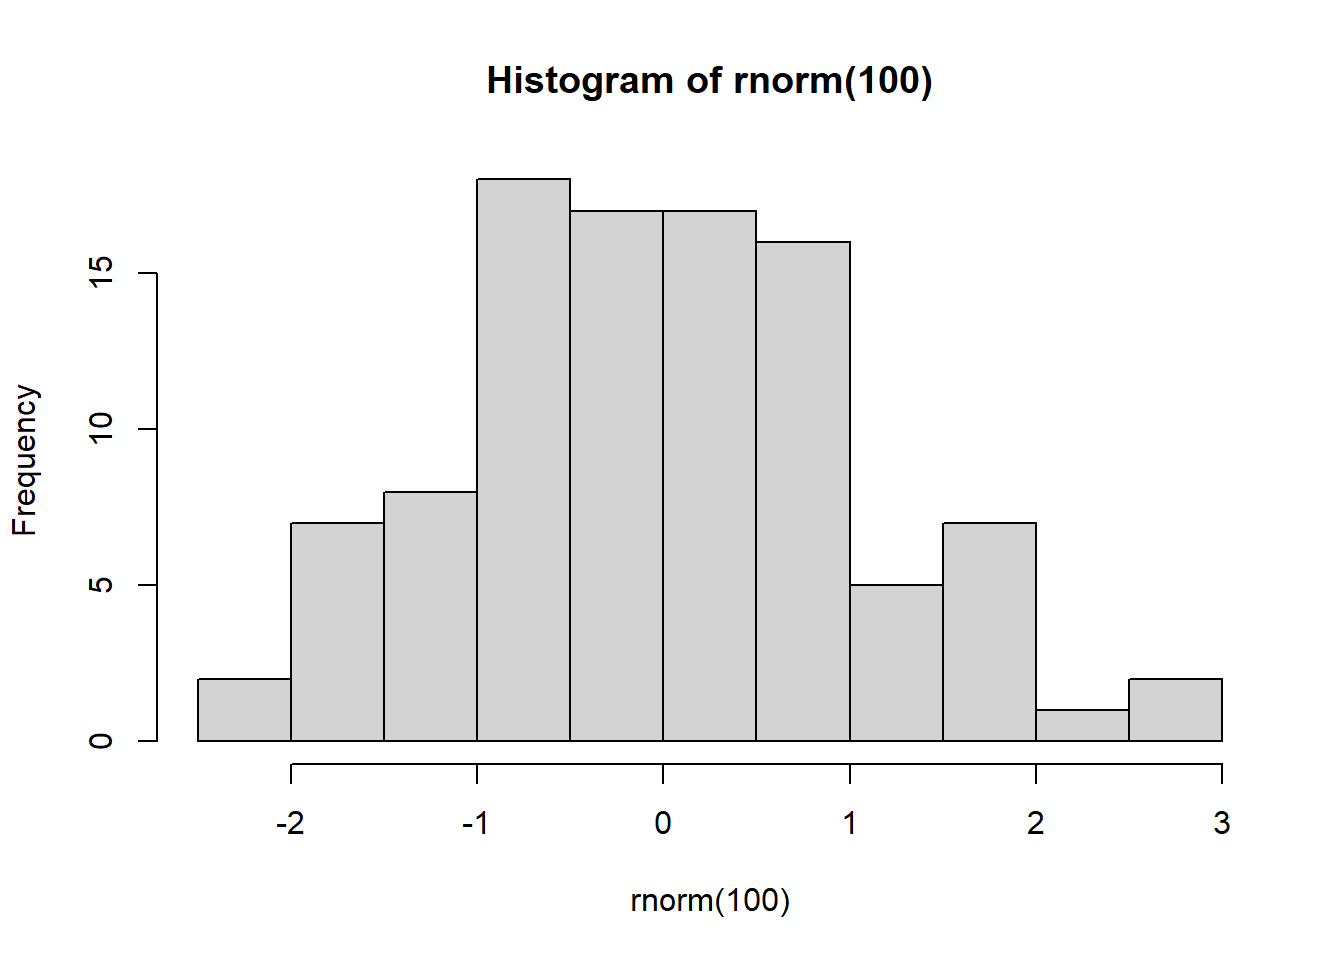 Histogram of rnorm(100)
Frequency
15
10
5
0
-2 -1 0 1 2 3
rnorm(100)